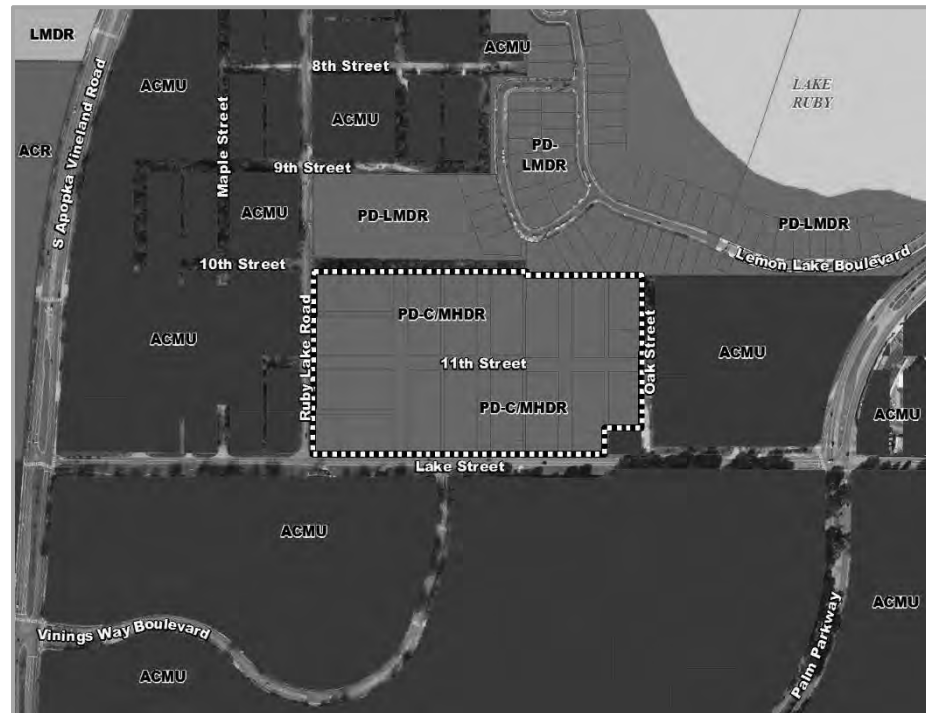 LMDR
S Apopka Vineland Road
ACMU
8th Street
ACMU
LAKE
RUBY
ACR
Maple Street
ACMU
PD-
LMDR
9th Street
ACMU
PD-LMDR
PD-LMDR
10th Street
Lemon Lake Boulevard
Ruby Lake Road
PD-C/MHDR
Oak Street
ACMU
11th Street
ACMU
PD-C/MHDR
ACMU
Lake Street
ACMU
Vinings Way Boulevard
Palm Parkway
ACMU
ACMU